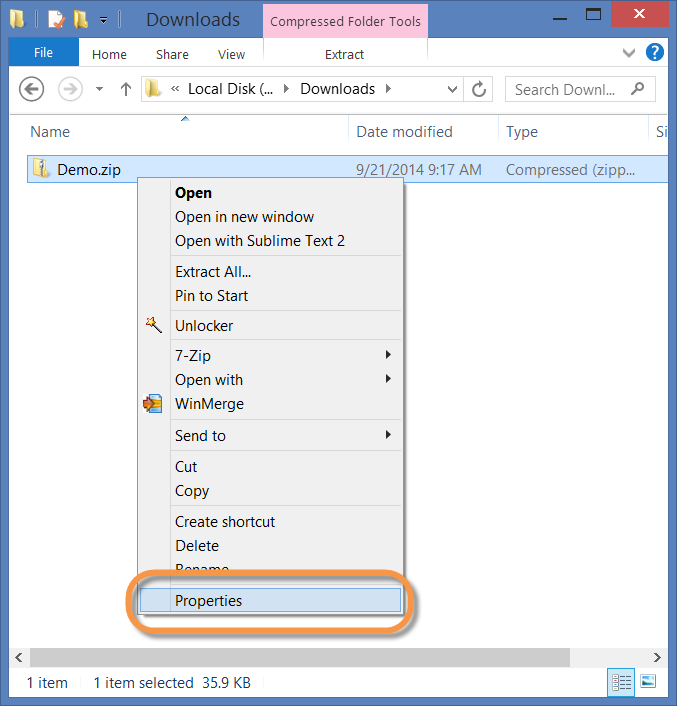 Downloads
Compressed Folder Tools
File
Home
Share
View
Extract
« Local Disk (... Downloads
Search Downl...
Name
Date modified
Type
Si
Demo.zip
9/21/2014 9:17 AM
Compressed (zipp...
Open
Open in new window
Open with Sublime Text 2
Extract All...
Pin to Start
Unlocker
7-Zip
Open with
WinMerge
Send to
Cut
Copy
Create shortcut
Delete
Rename
Properties
1 item
1 item selected 35.9 KB